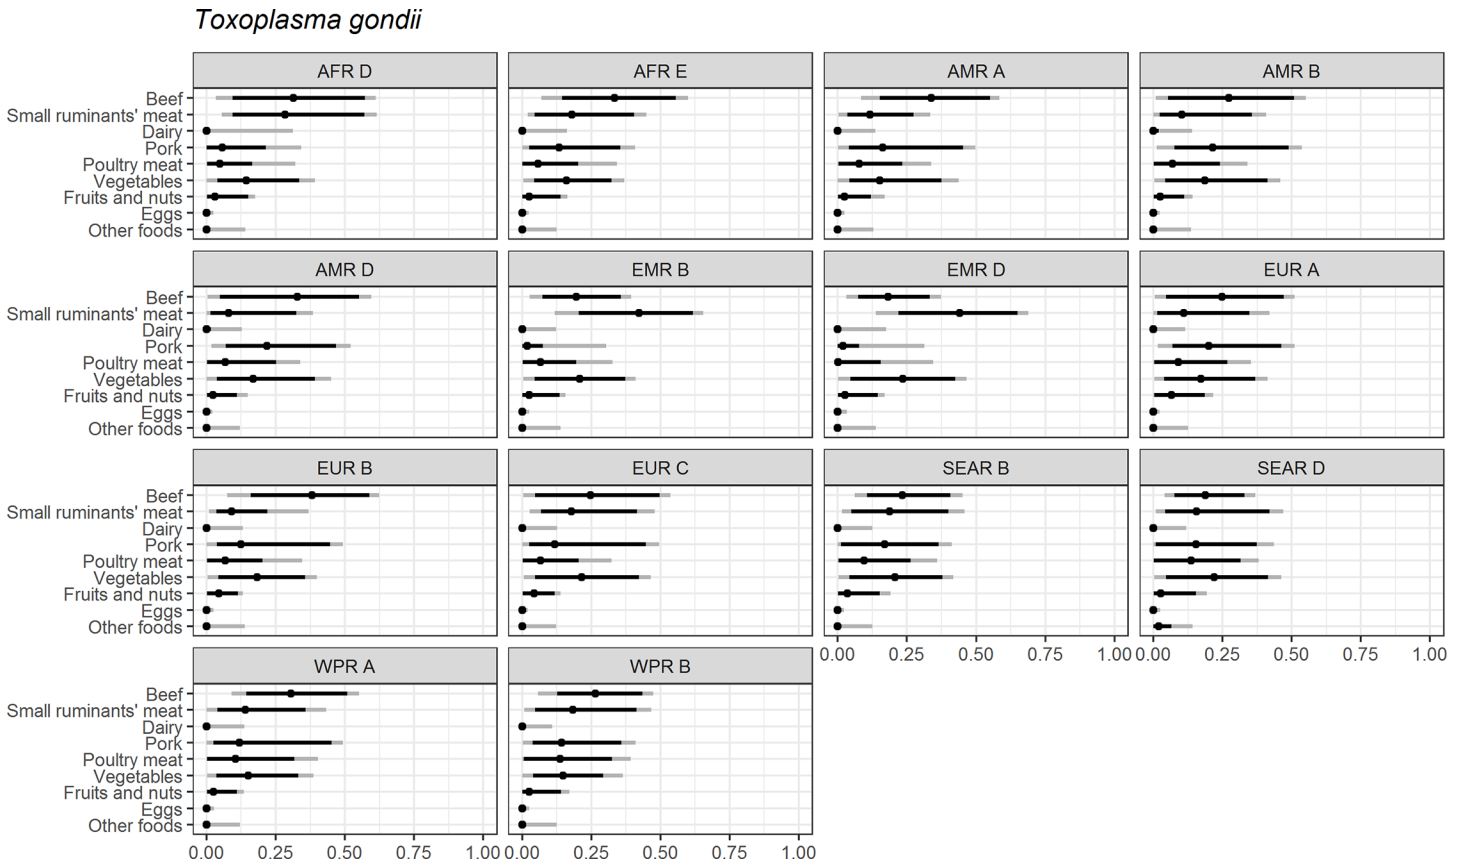 Toxoplasma gondii
AFR D AFR E AMR A AMR B
Beef
Small ruminants' meat
Dairy
Pork
Poultry meat
Vegetables
Fruits and nuts
Eggs
Other foods
AMR D EMR B EMR D EUR A
Beef
Small ruminants' meat
Dairy
Pork
Poultry meat
Vegetables
Fruits and nuts
Eggs
Other foods
EUR B EUR C SEAR B SEAR D
Beef
Small ruminants' meat
Dairy
Pork
Poultry meat
Vegetables
Fruits and nuts
Eggs
Other foods
0.00 0.25 0.50 0.75 1.00 0.00 0.25 0.50 0.75 1.00
WPR A WPR B
Beef
Small ruminants' meat
Dairy
Pork
Poultry meat
Vegetables
Fruits and nuts
Eggs
Other foods
0.00 0.25 0.50 0.75 1.00 0.00 0.25 0.50 0.75 1.00